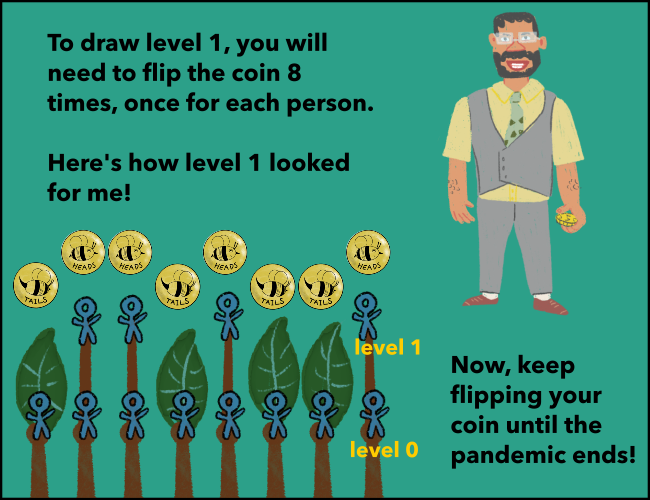 To draw level 1, you will
need to flip the coin 8
times, once for each person.
Here's how level 1 looked
for me!
TAILS
HEADS
HEADS
TAILS
HEADS
TAILS
TAILS
HEADS
level 1
level 0
Now, keep
flipping your
coin until the
pandemic ends!